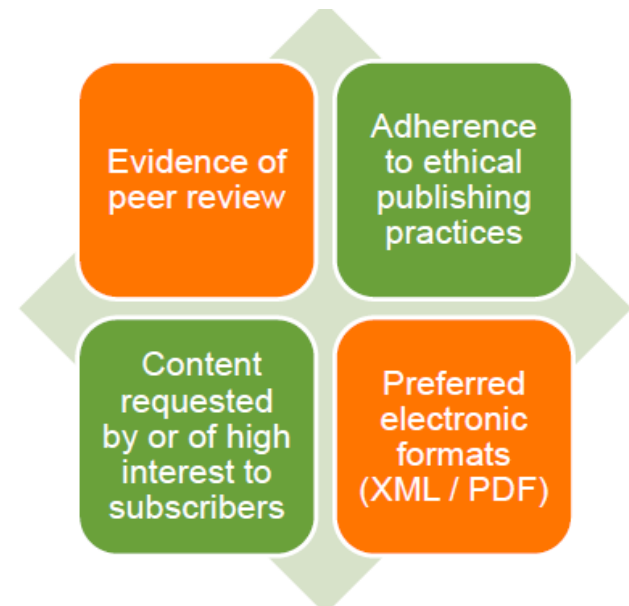 Evidence of
peer review
Adherence
to ethical
publishing
practices
Content
requested
by or of high
interest to
subscribers
Preferred
electronic
formats
(XML / PDF)